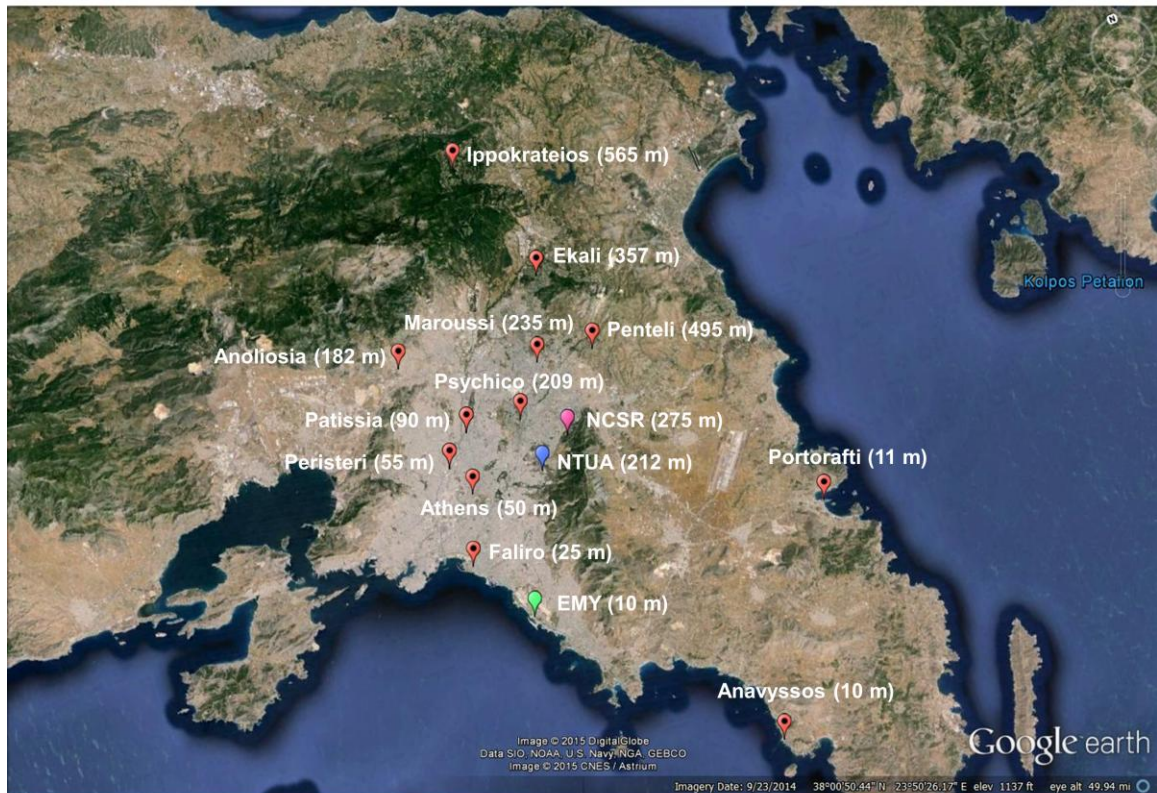 N
Ippokrateios (565 m)
Ekali (357 m)
Kolpos Petalion
Maroussi (235 m)
Penteli (495 m)
Anoliosia (182 m)
Psychico (209 m)
Patissia (90 m)
NCSR (275 m)
Peristeri (55 m)
NTUA (212 m)
Portorafti (11 m)
Athens (50 m)
Faliro (25 m)
EMY (10 m)
Anavyssos (10 m)
Google earth
Image © 2015 DigitalGlobe
Data SIO, NOAA, U.S. Navy, NGA, GEBCO
Image © 2015 CNES / Astrium
Imagery Date: 9/23/2014 38°00'50.44" N 23°50'26.17" E elev 1137 ft eye alt 49.94 mi